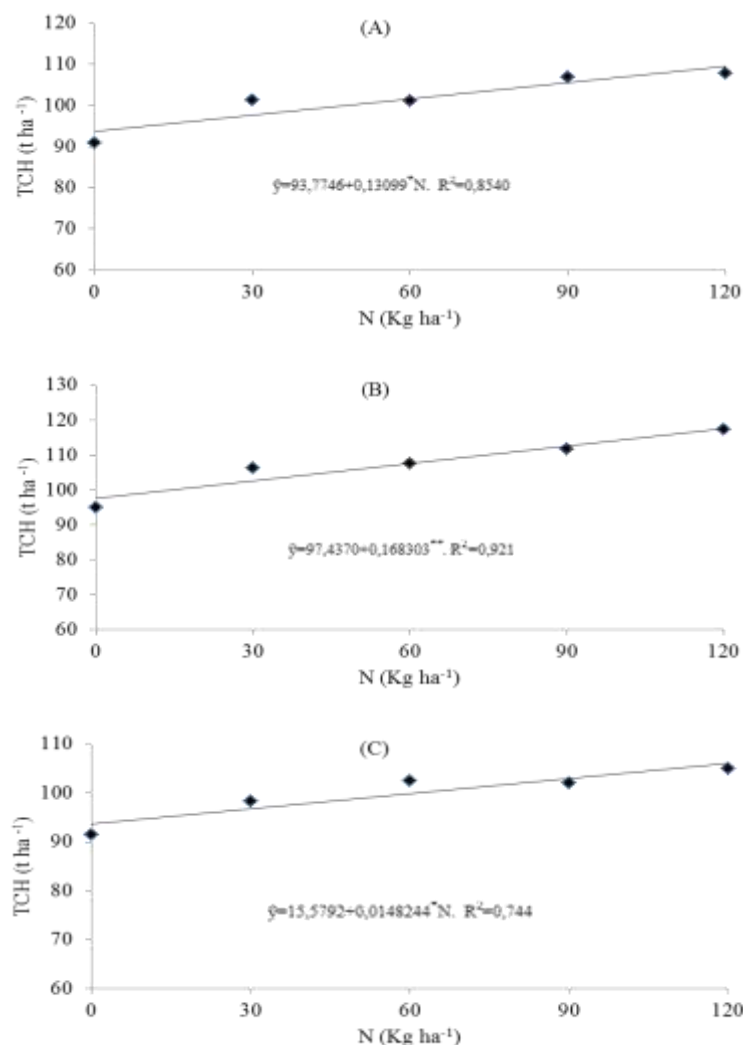 (A)
120
110
100
90
80
70
60
TCH (t ha⁻¹)
ŷ=93,7746+0,13099*N. R²=0,8540
0 30 60 90 120
N (Kg ha⁻¹)
(B)
130
120
110
100
90
80
70
60
TCH (t ha⁻¹)
ŷ=97,4370+0,168303**. R²=0,921
0 30 60 90 120
N (Kg ha⁻¹)
(C)
110
100
90
80
70
60
TCH (t ha⁻¹)
ŷ=15,5792+0,0148244*N. R²=0,744
0 30 60 90 120
N (Kg ha⁻¹)